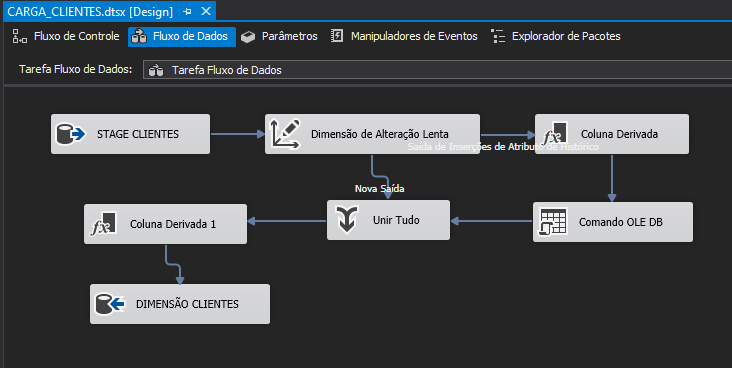 CARGA_CLIENTES.dtsx [Design]
Fluxo de Controle
Fluxo de Dados
Parâmetros
Manipuladores de Eventos
Explorador de Pacotes
Tarefa Fluxo de Dados:
Tarefa Fluxo de Dados
STAGE CLIENTES
Dimensão de Alteração Lenta
Coluna Derivada
Saída de Inserções de Atributo de Histórico
Nova Saída
Coluna Derivada 1
Unir Tudo
Comando OLE DB
DIMENSÃO CLIENTES